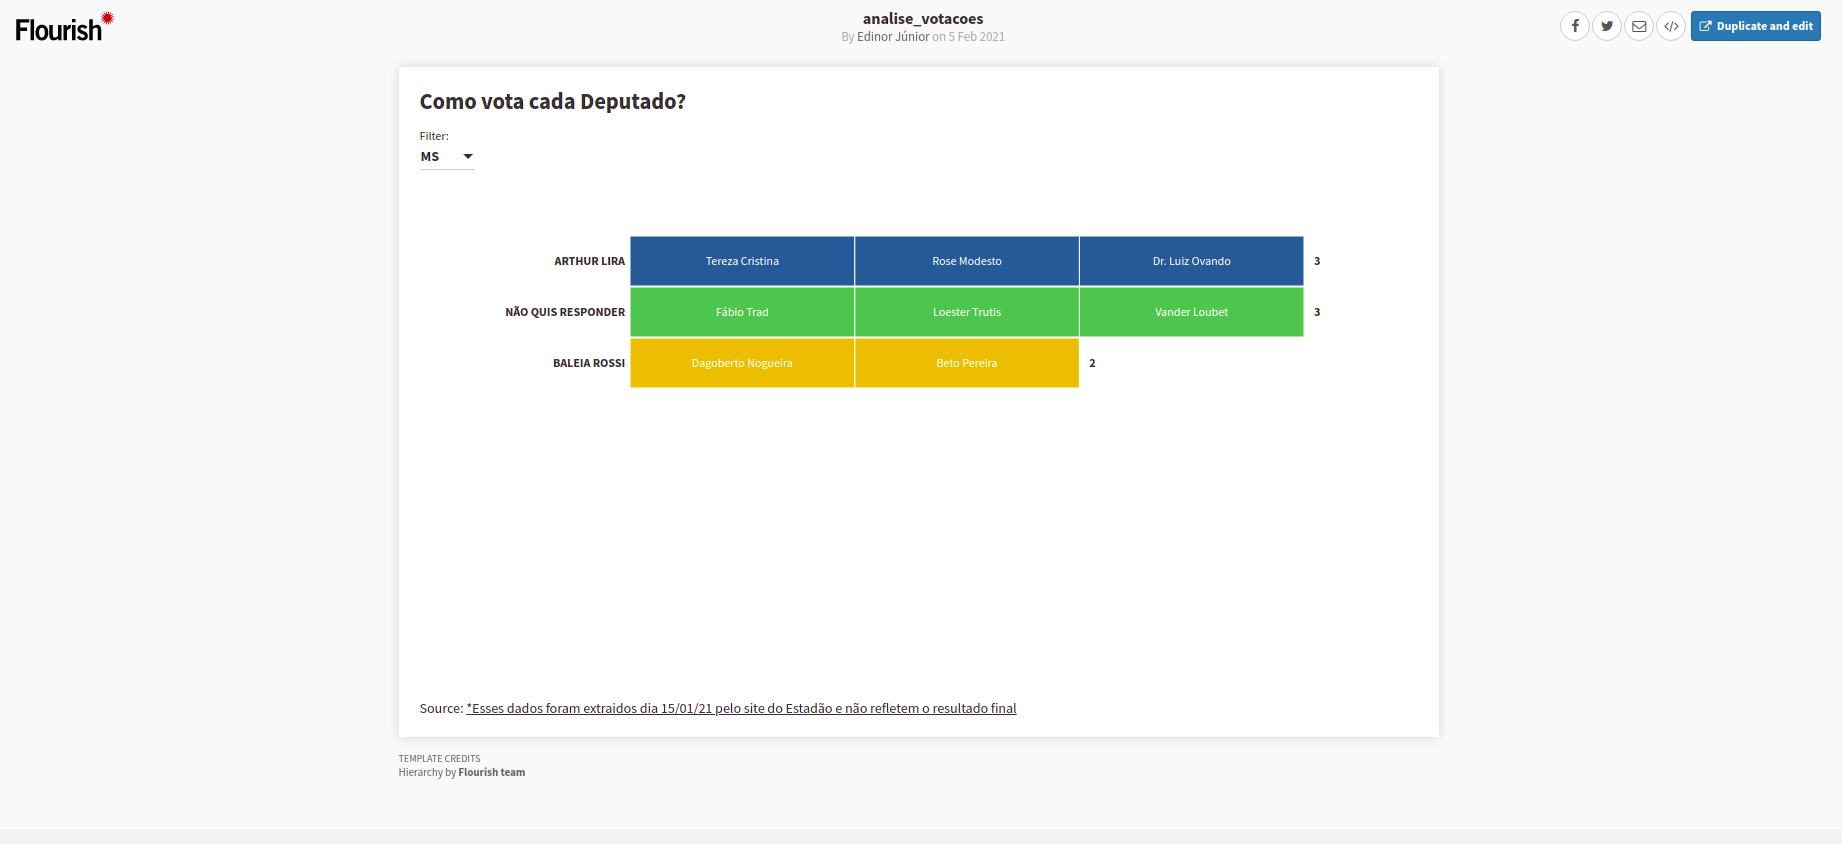 Flourish
analise_votacoes
By Edinor Júnior on 5 Feb 2021
Duplicate and edit
Como vota cada Deputado?
Filter:
MS
ARTHUR LIRA Tereza Cristina Rose Modesto Dr. Luiz Ovando 3
NÃO QUIS RESPONDER Fábio Trad Loester Trutis Vander Loubet 3
BALEIA ROSSI Dagoberto Nogueira Beto Pereira 2
Source: *Esses dados foram extraidos dia 15/01/21 pelo site do Estadão e não refletem o resultado final
TEMPLATE CREDITS
Hierarchy by Flourish team